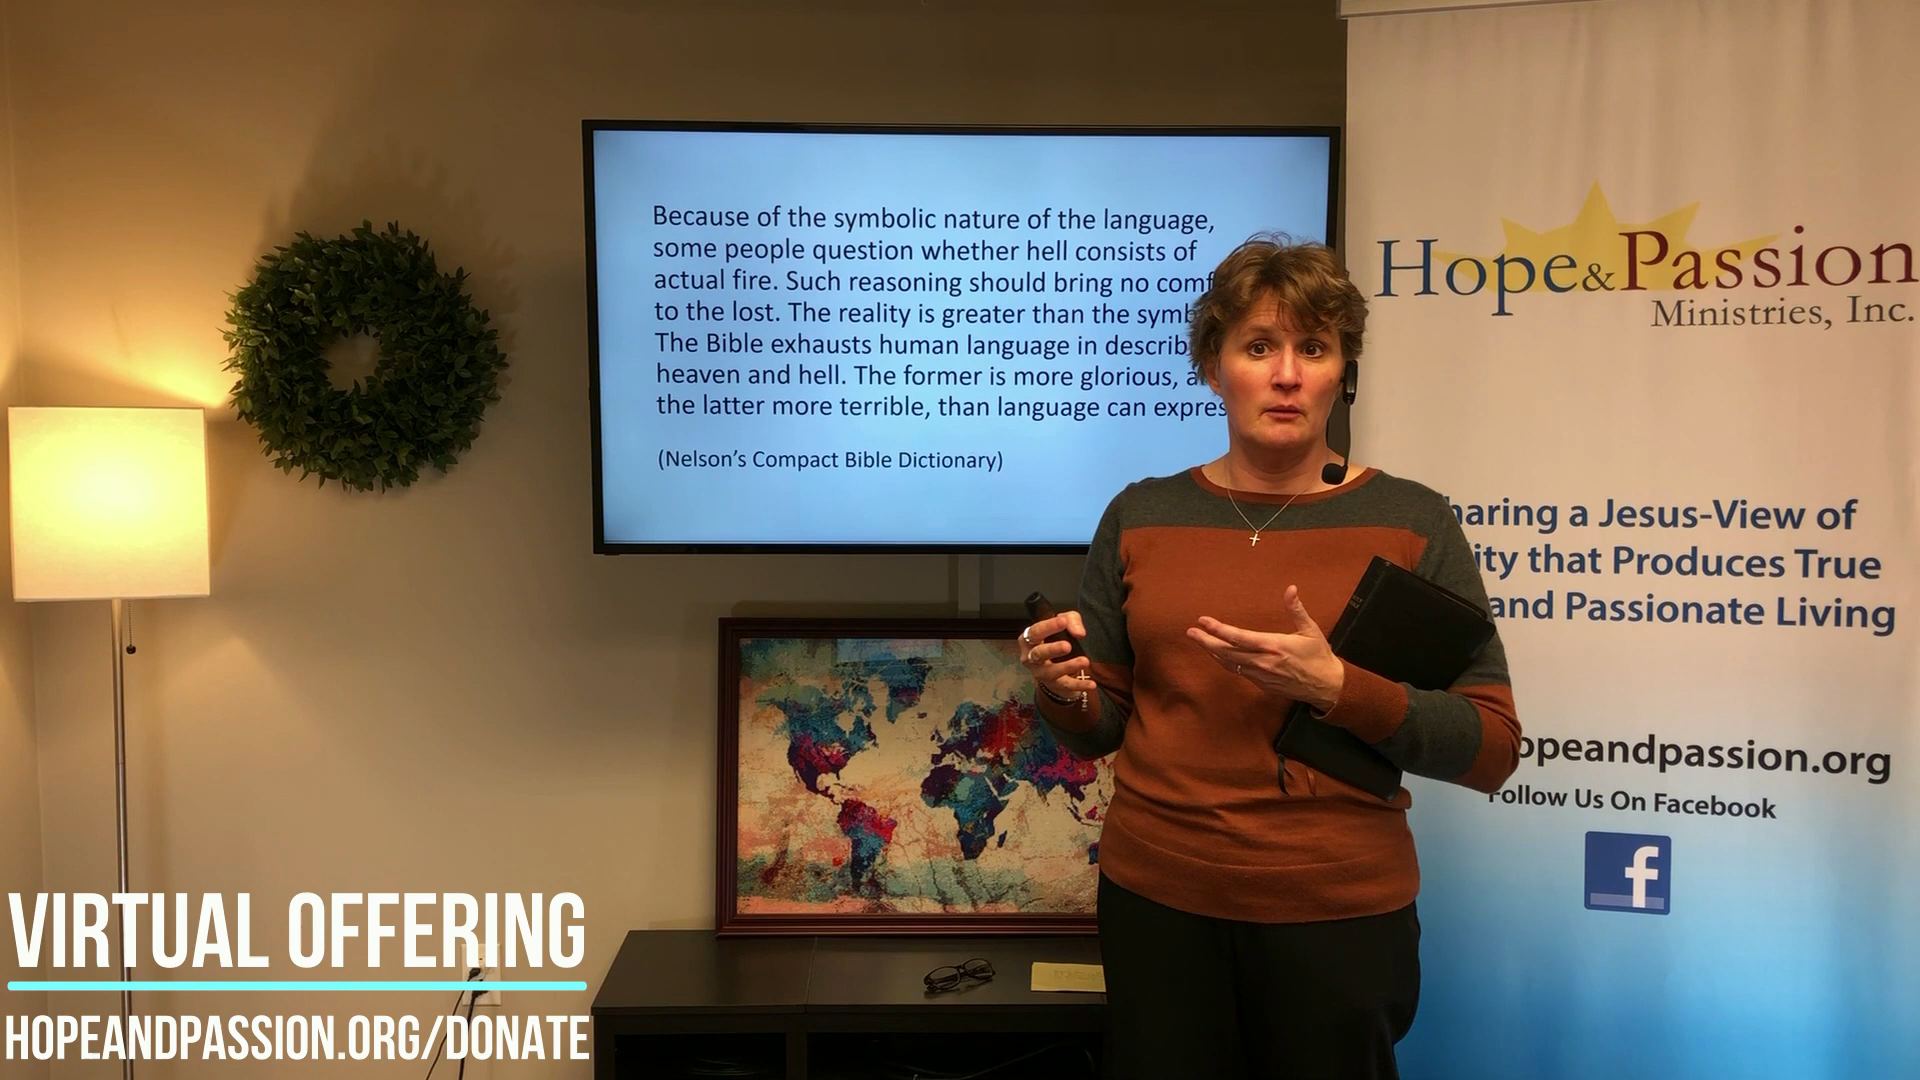 Because of the symbolic nature of the language,
some people question whether hell consists of
actual fire. Such reasoning should bring no
to the lost. The reality is greater than the
The Bible exhausts human language in
heaven and hell. The former is more glorious,
the latter more terrible, than language can
(Nelson's Compact Bible Dictionary)
Hope&Passion
Ministries, Inc.
a Jesus-View of
that Produces True
and Passionate Living
opeandpassion.org
Follow Us On Facebook
f
VIRTUAL OFFERING
HOPEANDPASSION.ORG/DONATE